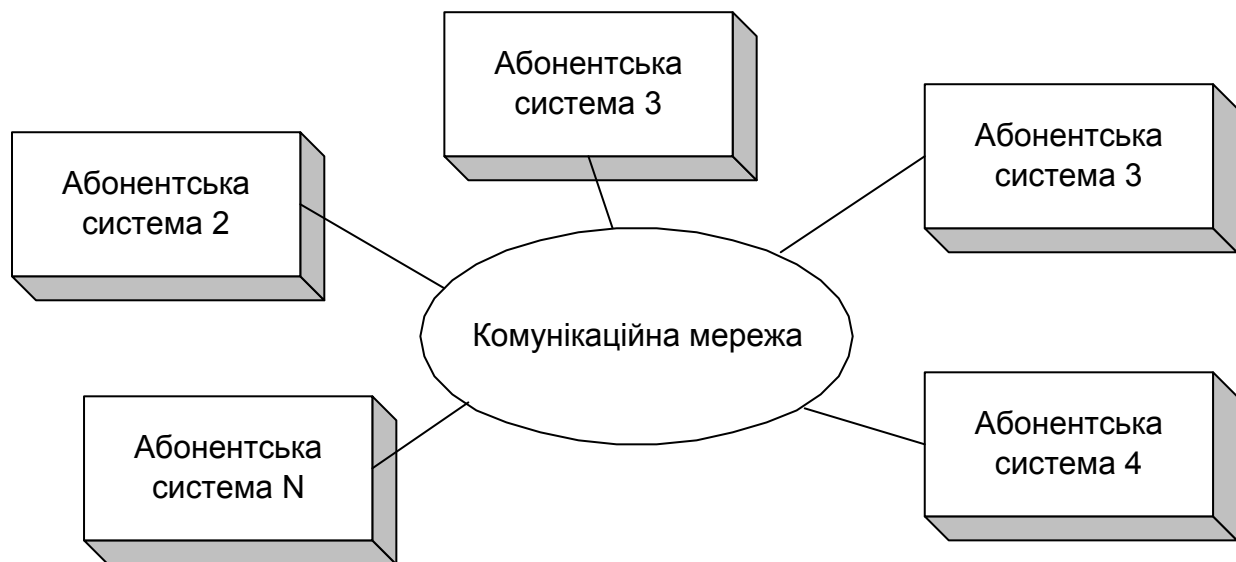 Абонентська
система 3
Абонентська
система 3
Абонентська
система 2
Комунікаційна мережа
Абонентська
система 4
Абонентська
система N